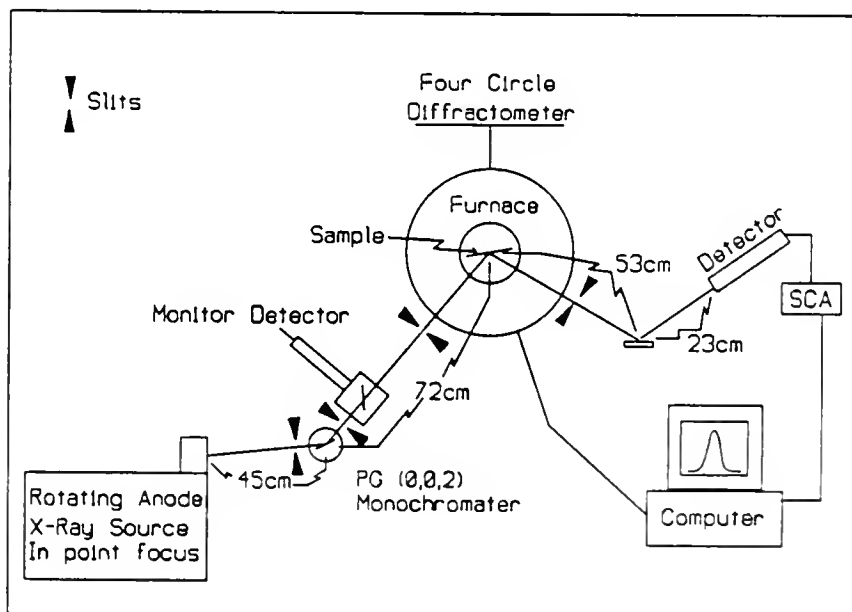 Slits
Four Circle
Diffractometer
Furnace
Sample
53cm
Detector
SCA
23cm
Monitor Detector
72cm
45cm
PG (0,0,2)
Monochromater
Rotating Anode
X-Ray Source
In point focus
Computer